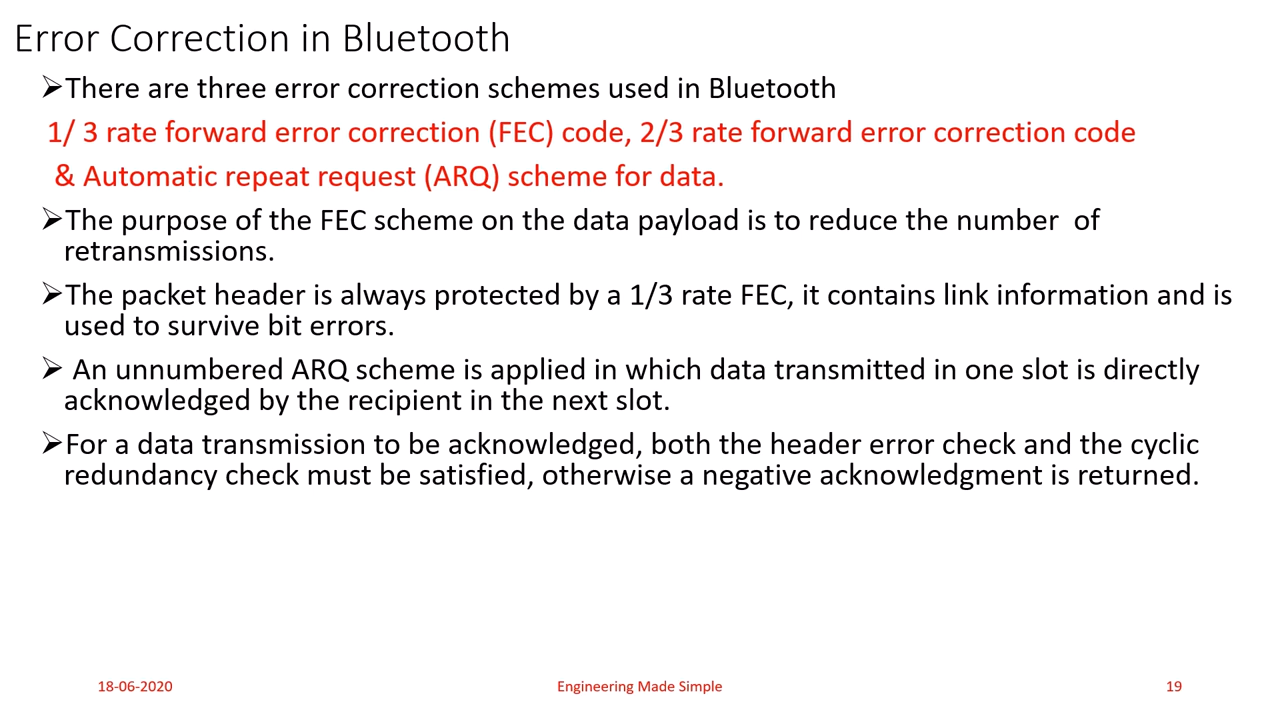 Error Correction in Bluetooth
➢There are three error correction schemes used in Bluetooth
1/ 3 rate forward error correction (FEC) code, 2/3 rate forward error correction code
& Automatic repeat request (ARQ) scheme for data.
➢The purpose of the FEC scheme on the data payload is to reduce the number  of
retransmissions.
➢The packet header is always protected by a 1/3 rate FEC, it contains link information and is
used to survive bit errors.
➢ An unnumbered ARQ scheme is applied in which data transmitted in one slot is directly
acknowledged by the recipient in the next slot.
➢For a data transmission to be acknowledged, both the header error check and the cyclic
redundancy check must be satisfied, otherwise a negative acknowledgment is returned.
18-06-2020
Engineering Made Simple
19